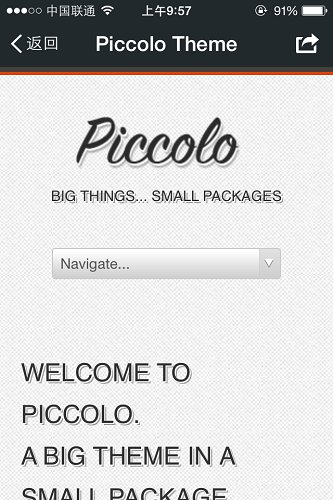 中国联通 上午9:57 91%
返回 Piccolo Theme
Piccolo
BIG THINGS... SMALL PACKAGES
Navigate...
WELCOME TO
PICCOLO.
A BIG THEME IN A
SMALL PACKAGE